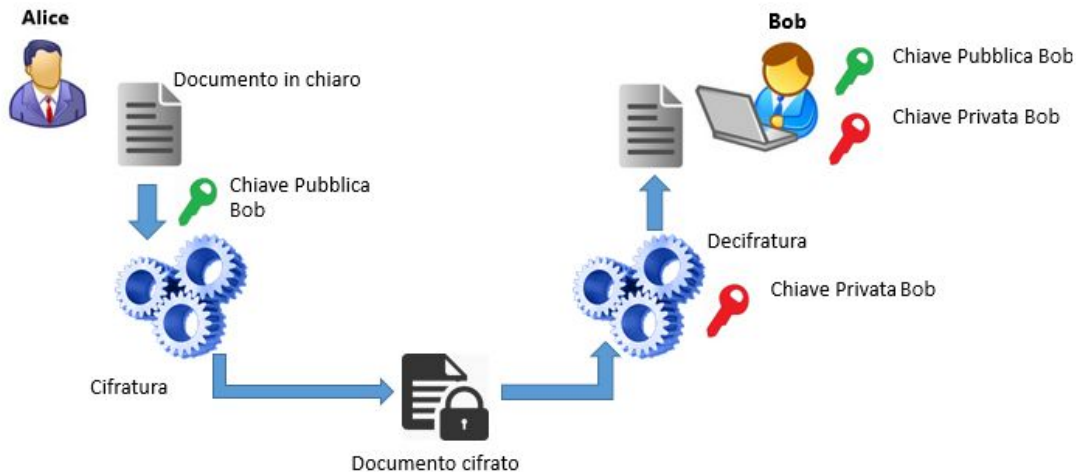 Alice
Bob
Documento in chiaro
Chiave Pubblica Bob
Chiave Privata Bob
Chiave Pubblica
Bob
Decifratura
Chiave Privata Bob
Cifratura
Documento cifrato